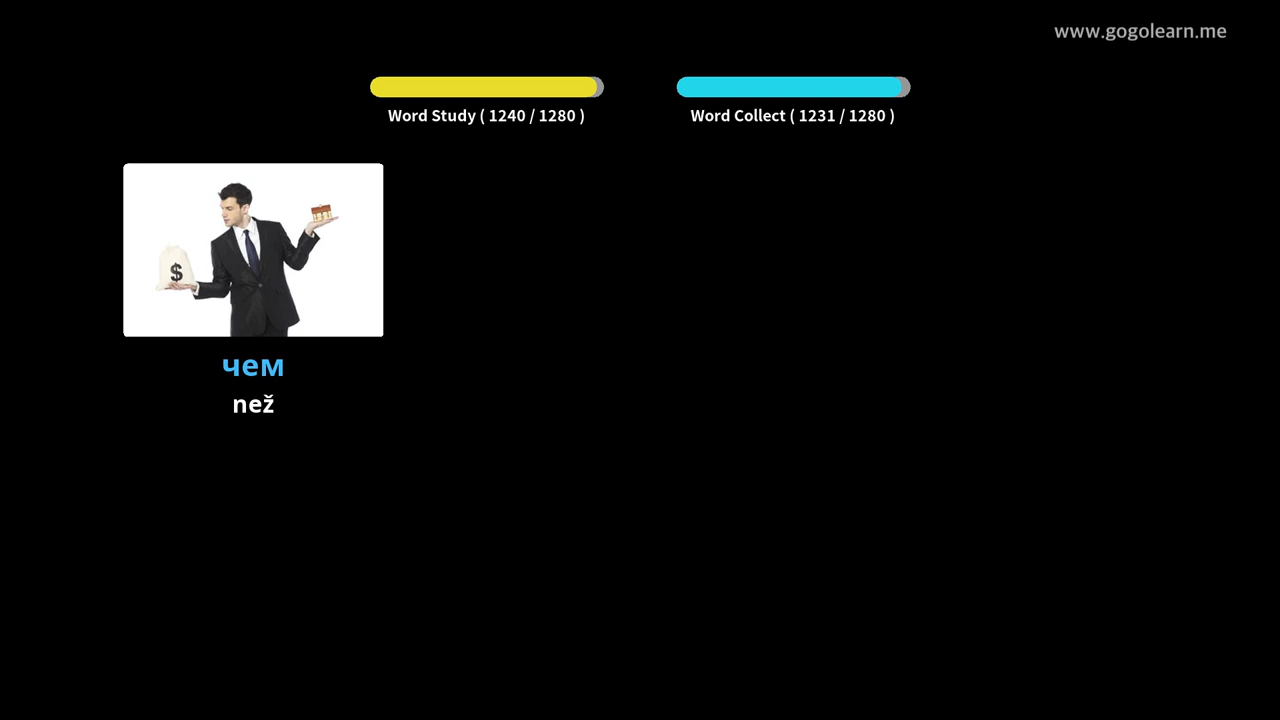 www.gogolearn.me
Word Study ( 1240 / 1280 )
Word Collect ( 1231 / 1280 )
$
чем
než